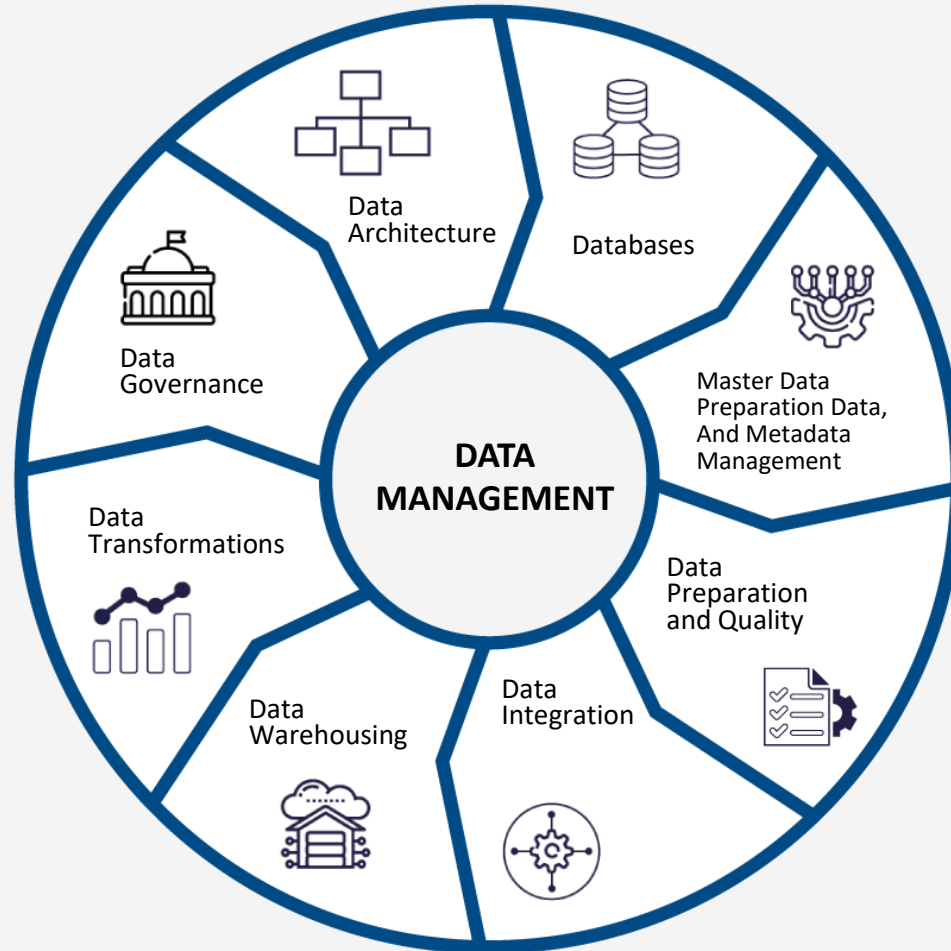 Data
Architecture
Databases
Master Data
Preparation Data,
And Metadata
Management
Data
Preparation
and Quality
Data
Integration
Data
Warehousing
Data
Transformations
Data
Governance
DATA
MANAGEMENT